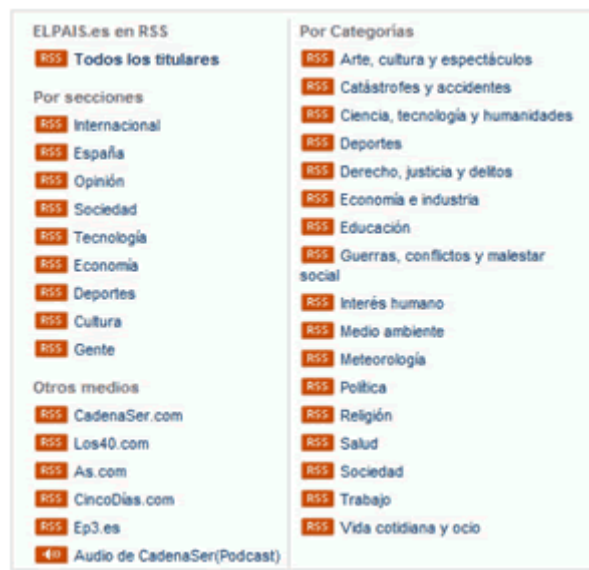 ELPAIS.es en RSS
RSS Todos los titulares
Por secciones
RSS Internacional
RSS España
RSS Opinión
RSS Sociedad
RSS Tecnología
RSS Economía
RSS Deportes
RSS Cultura
RSS Gente
Otros medios
RSS CadenaSer.com
RSS Los40.com
RSS As.com
RSS CincoDías.com
RSS Ep3.es
Audio de CadenaSer(Podcast)
Por Categorías
RSS Arte, cultura y espectáculos
RSS Catástrofes y accidentes
RSS Ciencia, tecnología y humanidades
RSS Deportes
RSS Derecho, justicia y delitos
RSS Economía e industria
RSS Educación
RSS Guerras, conflictos y malestar
social
RSS Interés humano
RSS Medio ambiente
RSS Meteorología
RSS Política
RSS Religión
RSS Salud
RSS Sociedad
RSS Trabajo
RSS Vida cotidiana y ocio